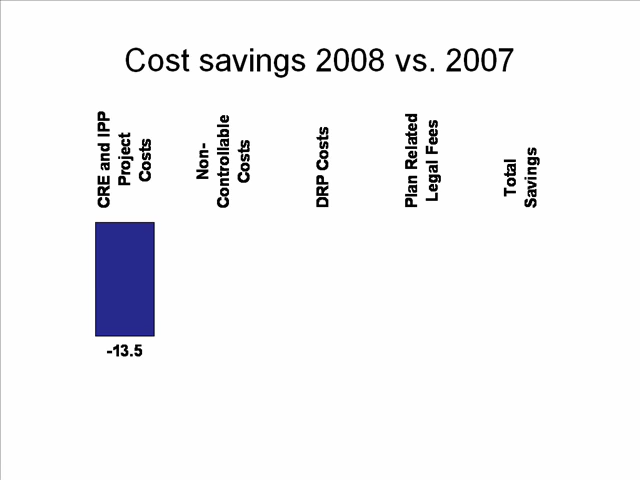 Cost savings 2008 vs. 2007
CRE and IPP
Project
Costs
Non-
Controllable
Costs
DRP Costs
Plan Related
Legal Fees
Total
Savings
-13.5